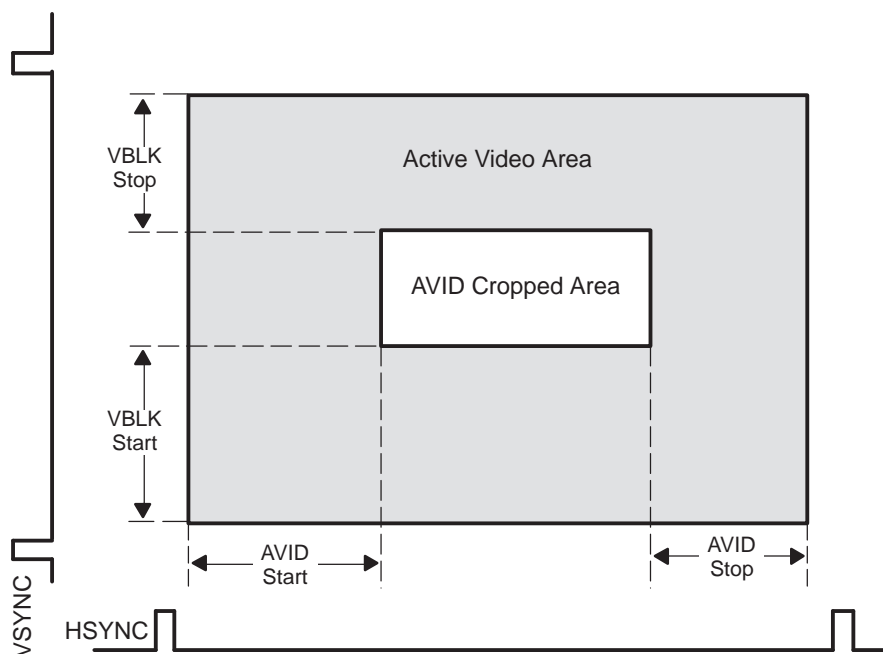 VBLK
Stop
Active Video Area
AVID Cropped Area
VBLK
Start
AVID
Start
AVID
Stop
VSYNC
HSYNC